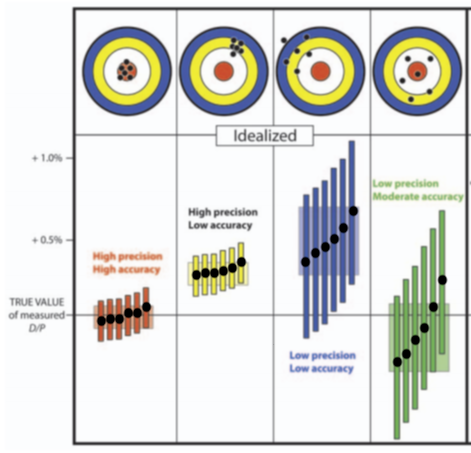 Idealized
+ 1.0%
Low precision
Moderate accuracy
High precision
Low accuracy
+ 0.5%
High precision
High accuracy
TRUE VALUE
of measured
D/P
Low precision
Low accuracy